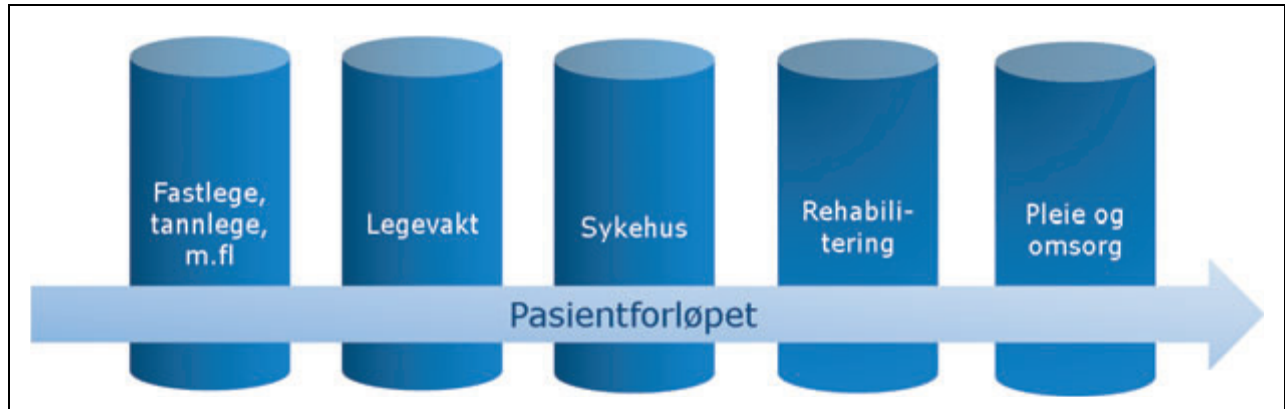 Fastlege,
tannlege,
m.fl
Legevakt
Sykehus
Rehabili-
tering
Pleie og
omsorg
Pasientforløpet